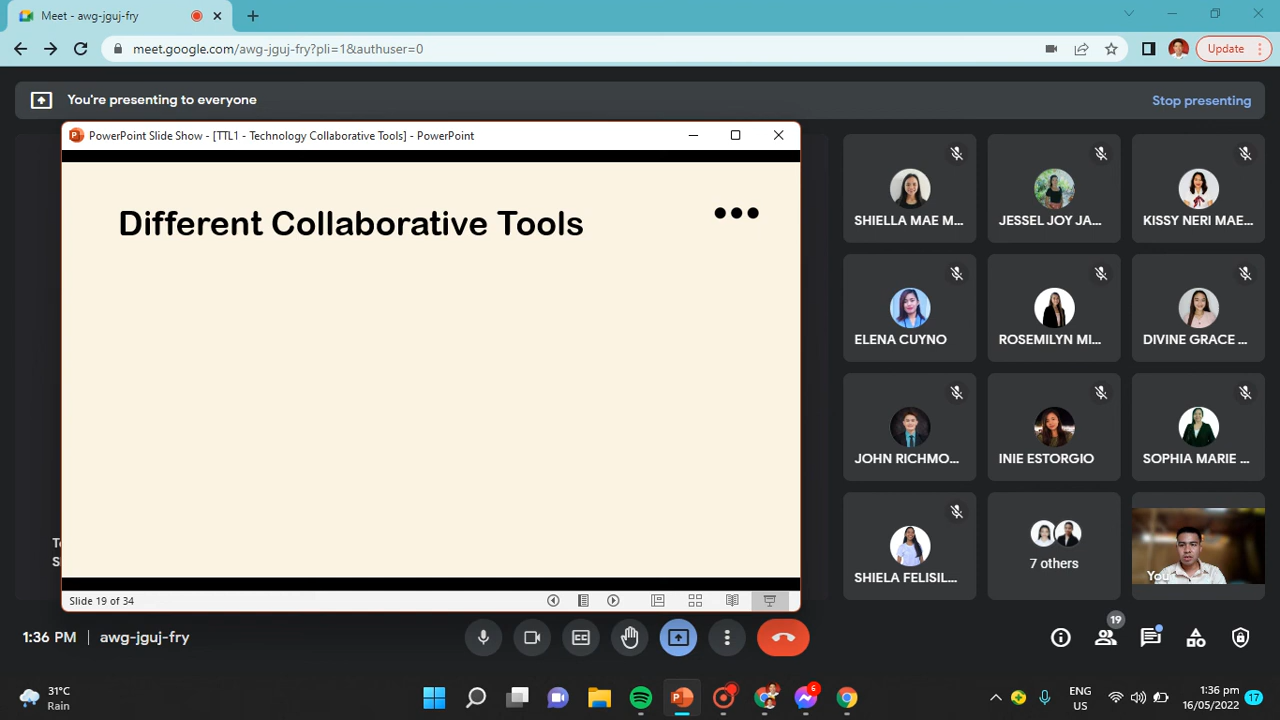 Meet - awg-jguj-fry
meet.google.com/awg-jguj-fry?pli=1&authuser=0
Update
You're presenting to everyone
Stop presenting
PowerPoint Slide Show - [TTL1 - Technology Collaborative Tools] - PowerPoint
Different Collaborative Tools
SHIELLA MAE M...
JESSEL JOY JA...
KISSY NERI MAE...
ELENA CUYNO
ROSEMILYN MI...
DIVINE GRACE ...
JOHN RICHMO...
INIE ESTORGIO
SOPHIA MARIE ...
SHIELA FELISIL...
7 others
You
Slide 19 of 34
1:36 PM
awg-jguj-fry
CC
19
31°C
Rain
6
ENG
US
1:36 pm
16/05/2022
17